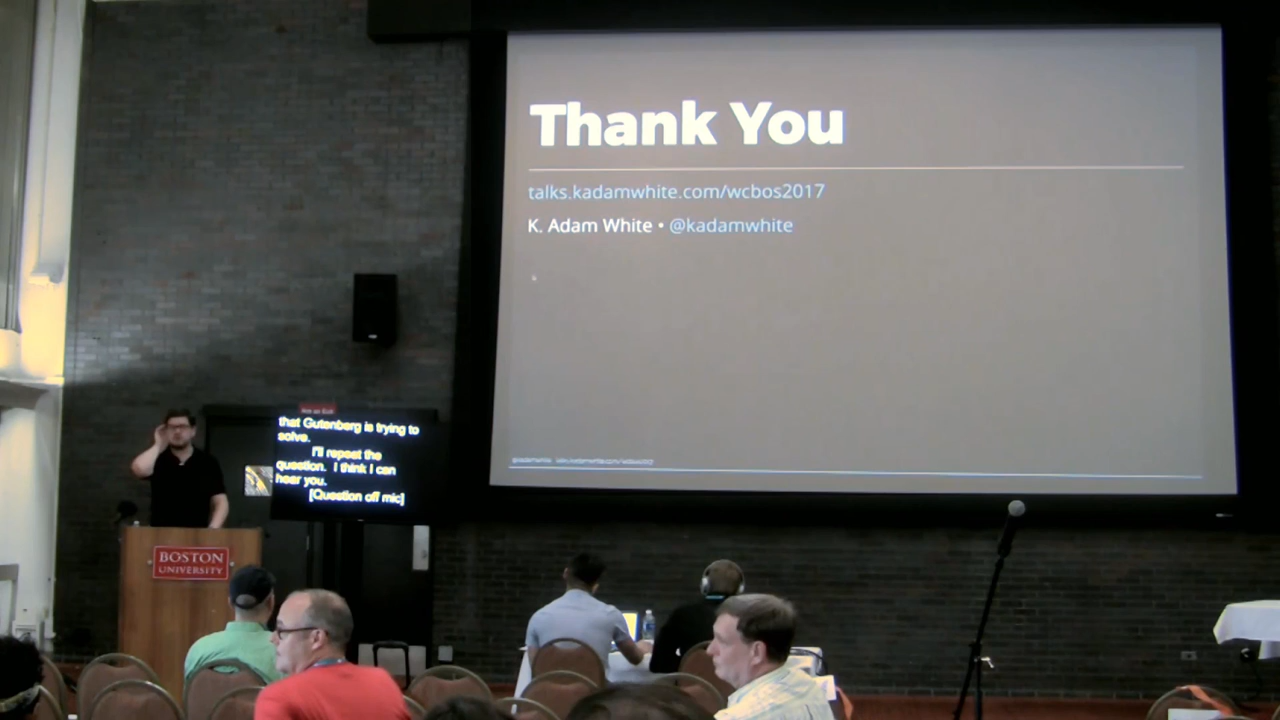 Thank You
talks.kadamwhite.com/wcbos2017
K. Adam White • @kadamwhite
that Gutenberg is trying to
solve.
I'll repeat the
question. I think I can
hear you.
[Question off mic]
BOSTON
UNIVERSITY